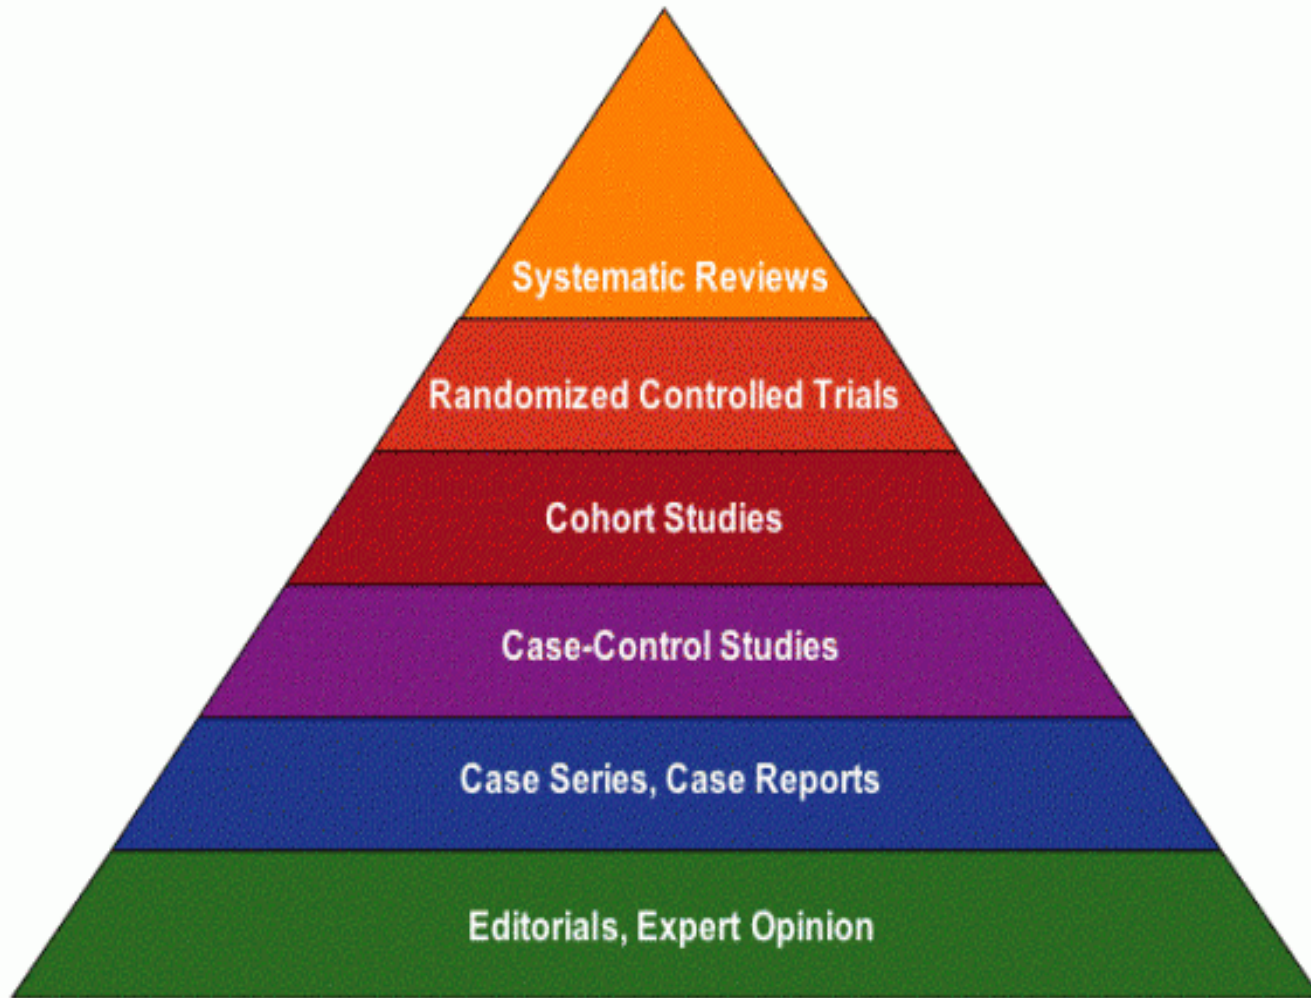 Systematic Reviews
Randomized Controlled Trials
Cohort Studies
Case-Control Studies
Case Series, Case Reports
Editorials, Expert Opinion